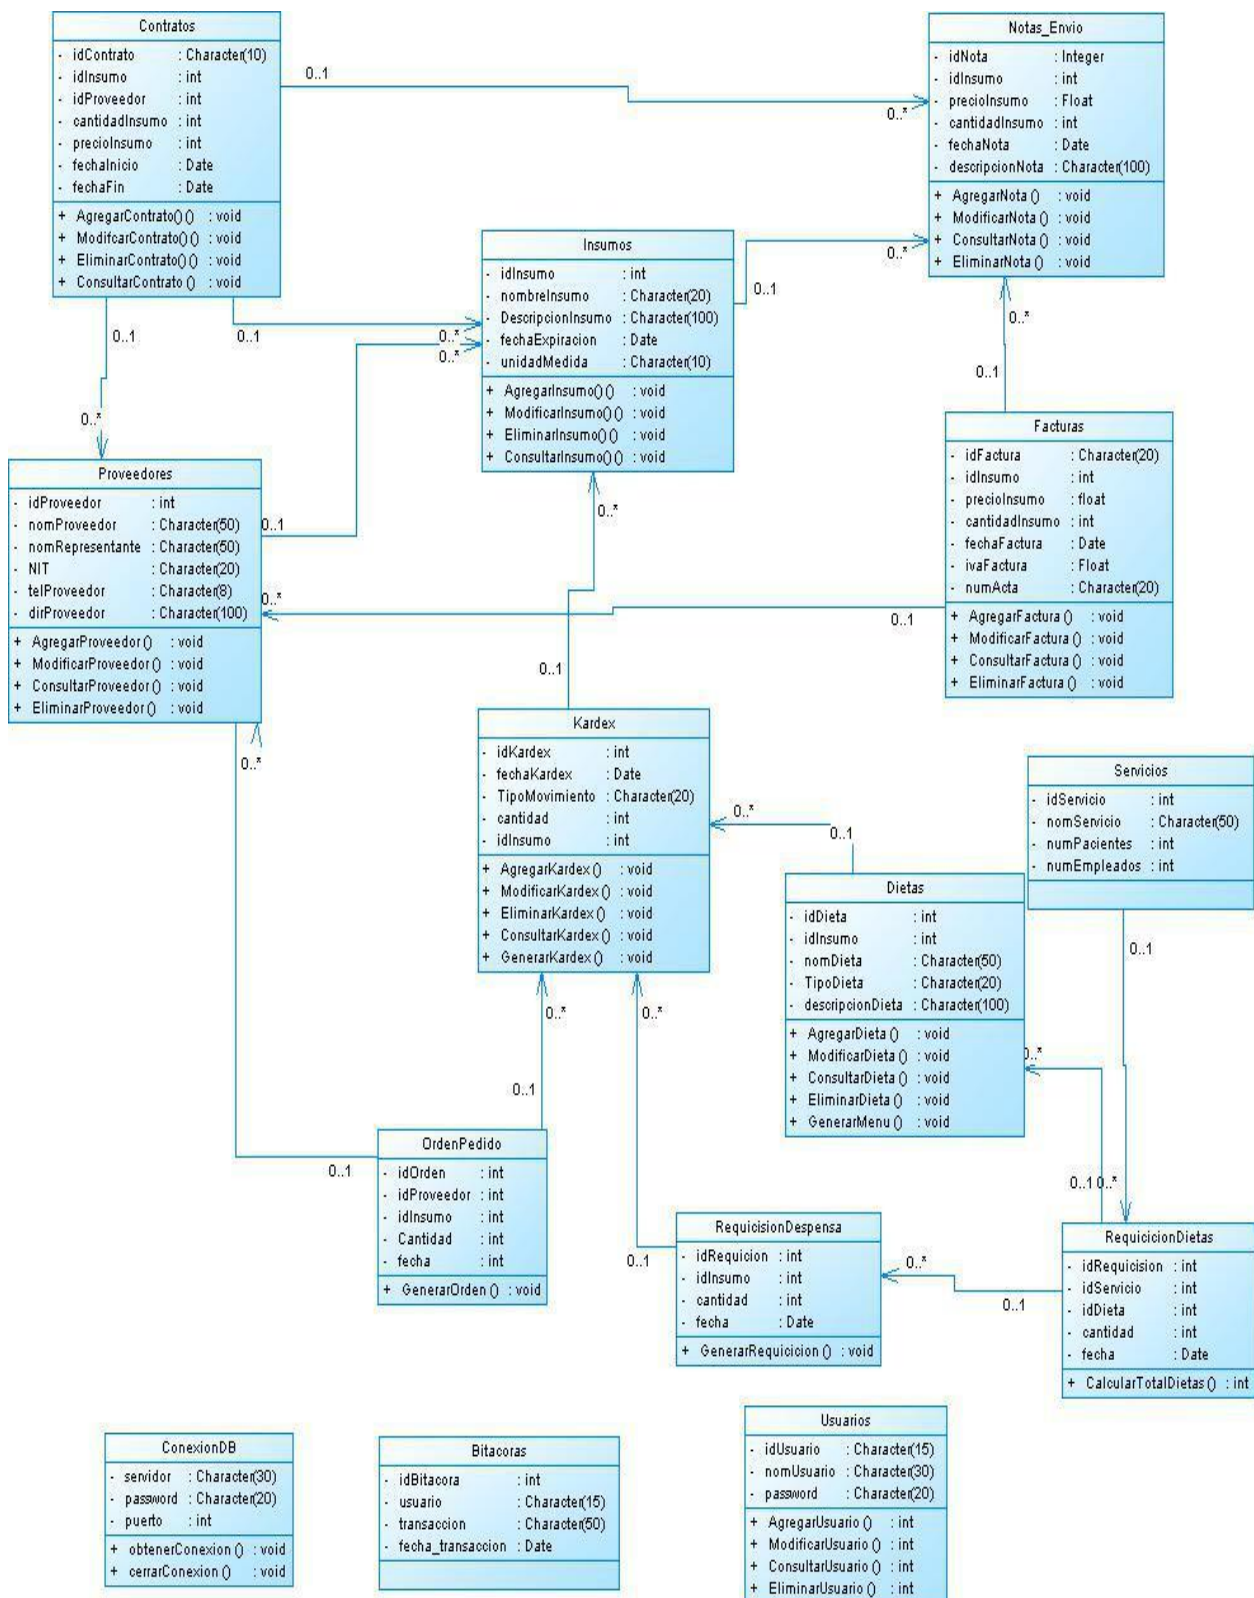 Contratos
- idContrato : Character(10)
- idInsumo : int
- idProveedor : int
- cantidadInsumo : int
- precioInsumo : int
- fechaInicio : Date
- fechaFin : Date
+ AgregarContrato()() : void
+ ModifcarContrato()() : void
+ EliminarContrato()() : void
+ ConsultarContrato () : void
Notas_Envio
- idNota : Integer
- idInsumo : int
- precioInsumo : Float
- cantidadInsumo : int
- fechaNota : Date
- descripcionNota : Character(100)
+ AgregarNota () : void
+ ModificarNota () : void
+ ConsultarNota () : void
+ EliminarNota () : void
0..1
0..*
Insumos
- idInsumo : int
- nombreInsumo : Character(20)
- DescripcionInsumo : Character(100)
- fechaExpiracion : Date
- unidadMedida : Character(10)
+ AgregarInsumo()() : void
+ ModificarInsumo()() : void
+ EliminarInsumo()() : void
+ ConsultarInsumo()() : void
0..*
0..1
0..1
0..1
0..*
0..*
0..*
0..1
0..*
Proveedores
- idProveedor : int
- nomProveedor : Character(50)
- nomRepresentante : Character(50)
- NIT : Character(20)
- telProveedor : Character(8)
- dirProveedor : Character(100)
+ AgregarProveedor () : void
+ ModificarProveedor () : void
+ ConsultarProveedor () : void
+ EliminarProveedor () : void
Facturas
- idFactura : Character(20)
- idInsumo : int
- precioInsumo : float
- cantidadInsumo : int
- fechaFactura : Date
- ivaFactura : Float
- numActa : Character(20)
+ AgregarFactura () : void
+ ModificarFactura () : void
+ ConsultarFactura () : void
+ EliminarFactura () : void
0..1
0..*
0..*
0..1
0..1
0..*
Kardex
- idKardex : int
- fechaKardex : Date
- TipoMovimiento : Character(20)
- cantidad : int
- idInsumo : int
+ AgregarKardex () : void
+ ModificarKardex () : void
+ EliminarKardex () : void
+ ConsultarKardex () : void
+ GenerarKardex () : void
0..*
0..1
Servicios
- idServicio : int
- nomServicio : Character(50)
- numPacientes : int
- numEmpleados : int
Dietas
- idDieta : int
- idInsumo : int
- nomDieta : Character(50)
- TipoDieta : Character(20)
- descripcionDieta : Character(100)
+ AgregarDieta () : void
+ ModificarDieta () : void
+ ConsultarDieta () : void
+ EliminarDieta () : void
+ GenerarMenu () : void
0..1
0..*
0..*
0..*
0..1
0..1
0..1
0..*
OrdenPedido
- idOrden : int
- idProveedor : int
- idInsumo : int
- Cantidad : int
- fecha : int
+ GenerarOrden () : void
RequicisionDespensa
- idRequicion : int
- idInsumo : int
- cantidad : int
- fecha : Date
+ GenerarRequicicion () : void
0..1
0..*
0..1
RequicicionDietas
- idRequicision : int
- idServicio : int
- idDieta : int
- cantidad : int
- fecha : Date
+ CalcularTotalDietas () : int
ConexionDB
- servidor : Character(30)
- password : Character(20)
- puerto : int
+ obtenerConexion () : void
+ cerrarConexion () : void
Bitacoras
- idBitacora : int
- usuario : Character(15)
- transaccion : Character(50)
- fecha_transaccion : Date
Usuarios
- idUsuario : Character(15)
- nomUsuario : Character(30)
- password : Character(20)
+ AgregarUsuario () : int
+ ModificarUsuario () : int
+ ConsultarUsuario () : int
+ EliminarUsuario () : int